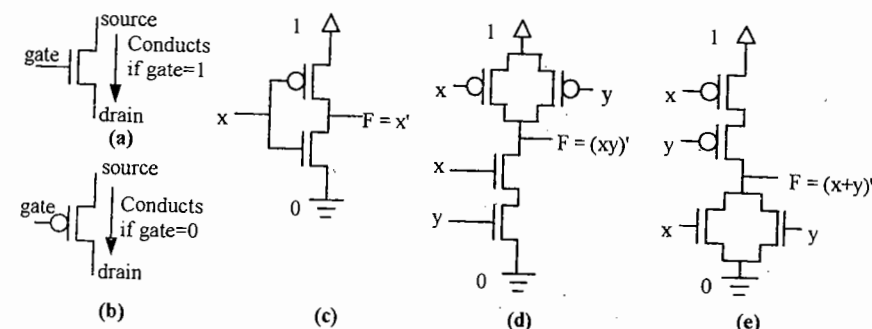 source
gate
Conducts
if gate=1
drain
(a)
source
gate
Conducts
if gate=0
drain
(b)
1
x
F = x'
0
(c)
1
x
y
F = (xy)'
x
y
0
(d)
1
x
y
F = (x+y)'
x
y
0
(e)